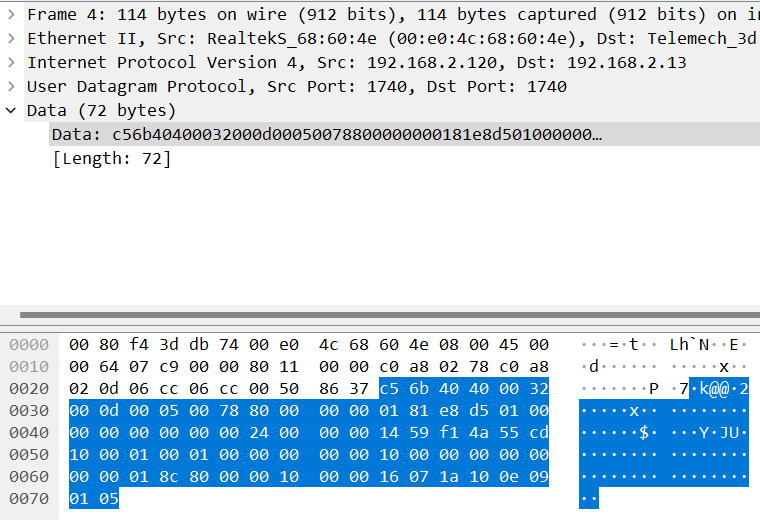 Frame 4: 114 bytes on wire (912 bits), 114 bytes captured (912 bits) on in
Ethernet II, Src: RealtekS_68:60:4e (00:e0:4c:68:60:4e), Dst: Telemech_3d
Internet Protocol Version 4, Src: 192.168.2.120, Dst: 192.168.2.13
User Datagram Protocol, Src Port: 1740, Dst Port: 1740
Data (72 bytes)
Data: c56b40400032000d00050078800000000181e8d501000000…
[Length: 72]
0000 00 80 f4 3d db 74 00 e0 4c 68 60 4e 08 00 45 00 ···=·t·· Lh`N··E·
0010 00 64 07 c9 00 00 80 11 00 00 c0 a8 02 78 c0 a8 ·d······ ·····x··
0020 02 0d 06 cc 06 cc 00 50 86 37 c5 6b 40 40 00 32 ·······P ·7·k@@·2
0030 00 0d 00 05 00 78 80 00 00 00 01 81 e8 d5 01 00 ·····x·· ········
0040 00 00 00 00 00 00 24 00 00 00 14 59 f1 4a 55 cd ······$· ···Y·JU·
0050 10 00 01 00 01 00 00 00 00 00 10 00 00 00 00 00 ········ ········
0060 00 00 01 8c 80 00 00 10 00 00 16 07 1a 10 0e 09 ········ ········
0070 01 05 ··